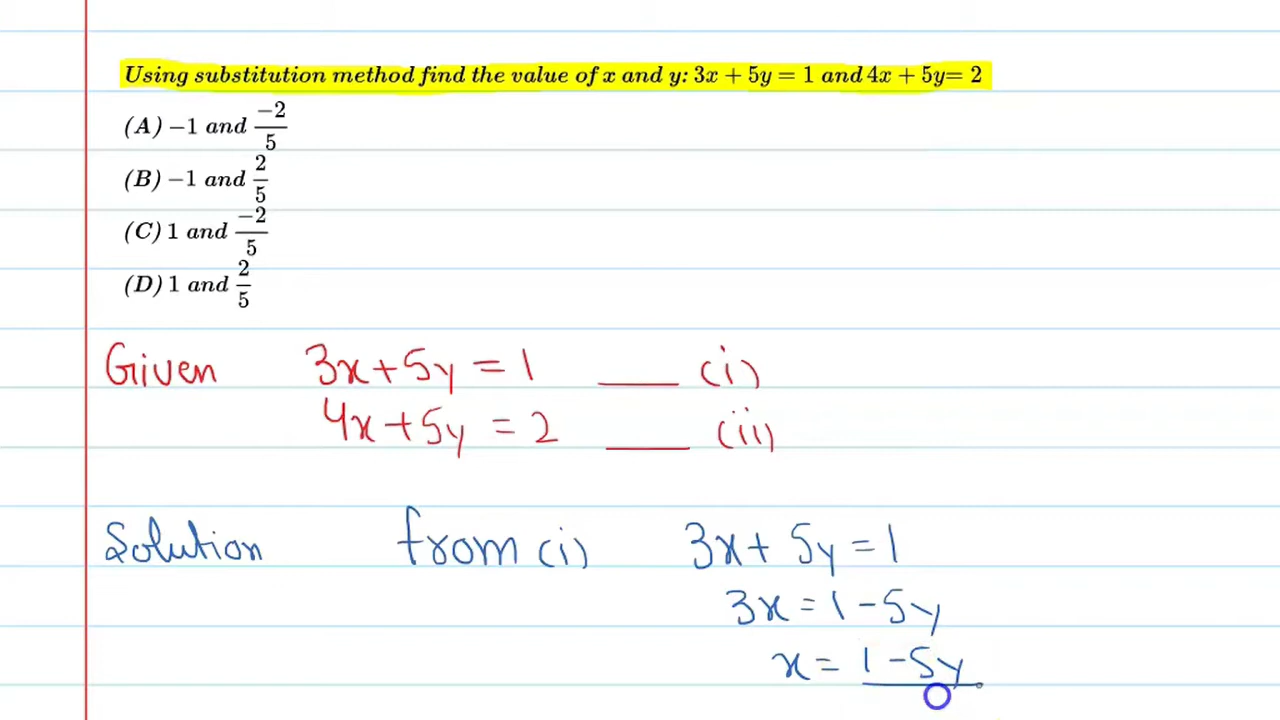 Using substitution method find the value of x and y: 3x + 5y = 1 and 4x + 5y= 2
(A) −1 and −2/5
(B) −1 and 2/5
(C) 1 and −2/5
(D) 1 and 2/5
Given 3x+5y = 1 ___ (i)
4x+5y = 2 ___ (ii)
Solution from (i) 3x+ 5y = 1
3x = 1 - 5y
x = 1 - 5y